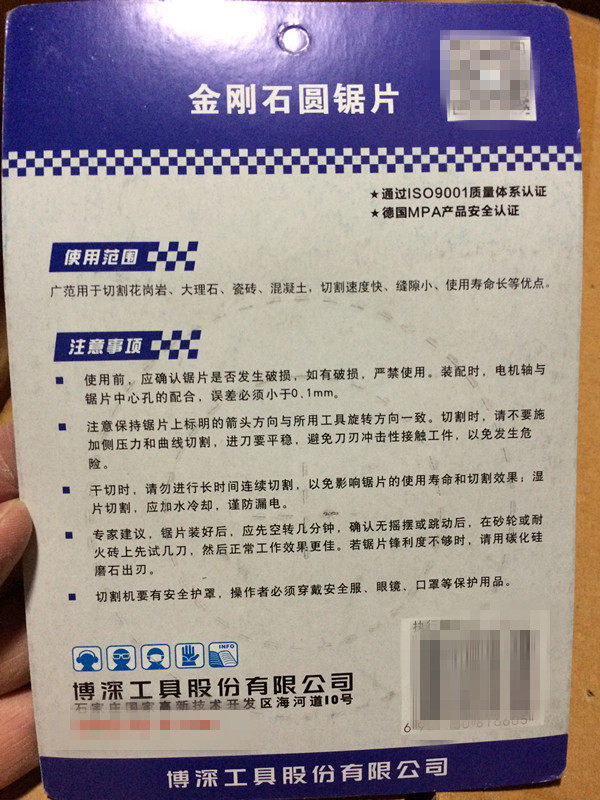 金刚石圆锯片
★通过ISO9001质量体系认证
★德国MPA产品安全认证
使用范围
广范用于切割花岗岩、大理石、瓷砖、混凝土，切割速度快、缝隙小、使用寿命长等优点。
注意事项
■ 使用前，应确认锯片是否发生破损，如有破损，严禁使用。装配时，电机轴与
锯片中心孔的配合，误差必须小于0.1mm。
■ 注意保持锯片上标明的箭头方向与所用工具旋转方向一致。切割时，请不要施
加侧压力和曲线切割，进刀要平稳，避免刀刃冲击性接触工件，以免发生危
险。
■ 干切时，请勿进行长时间连续切割，以免影响锯片的使用寿命和切割效果；湿
片切割，应加水冷却，谨防漏电。
■ 专家建议，锯片装好后，应先空转几分钟，确认无摇摆或跳动后，在砂轮或耐
火砖上先试几刀，然后正常工作效果更佳。若锯片锋利度不够时，请用碳化硅
磨石出刃。
■ 切割机要有安全护罩，操作者必须穿戴安全服、眼镜、口罩等保护用品。
INFO
执行
博深工具股份有限公司
石家庄国家高新技术开发区海河道10号
6
博深工具股份有限公司